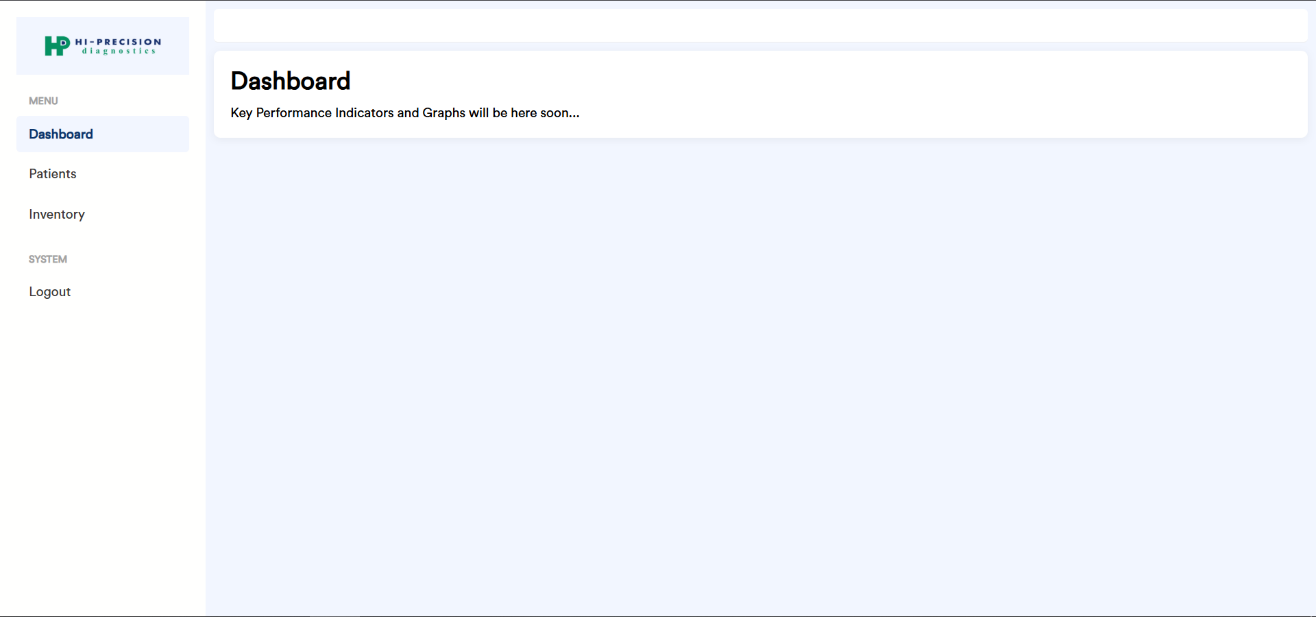 HI-PRECISION
diagnostics
MENU
Dashboard
Patients
Inventory
SYSTEM
Logout
Dashboard
Key Performance Indicators and Graphs will be here soon...